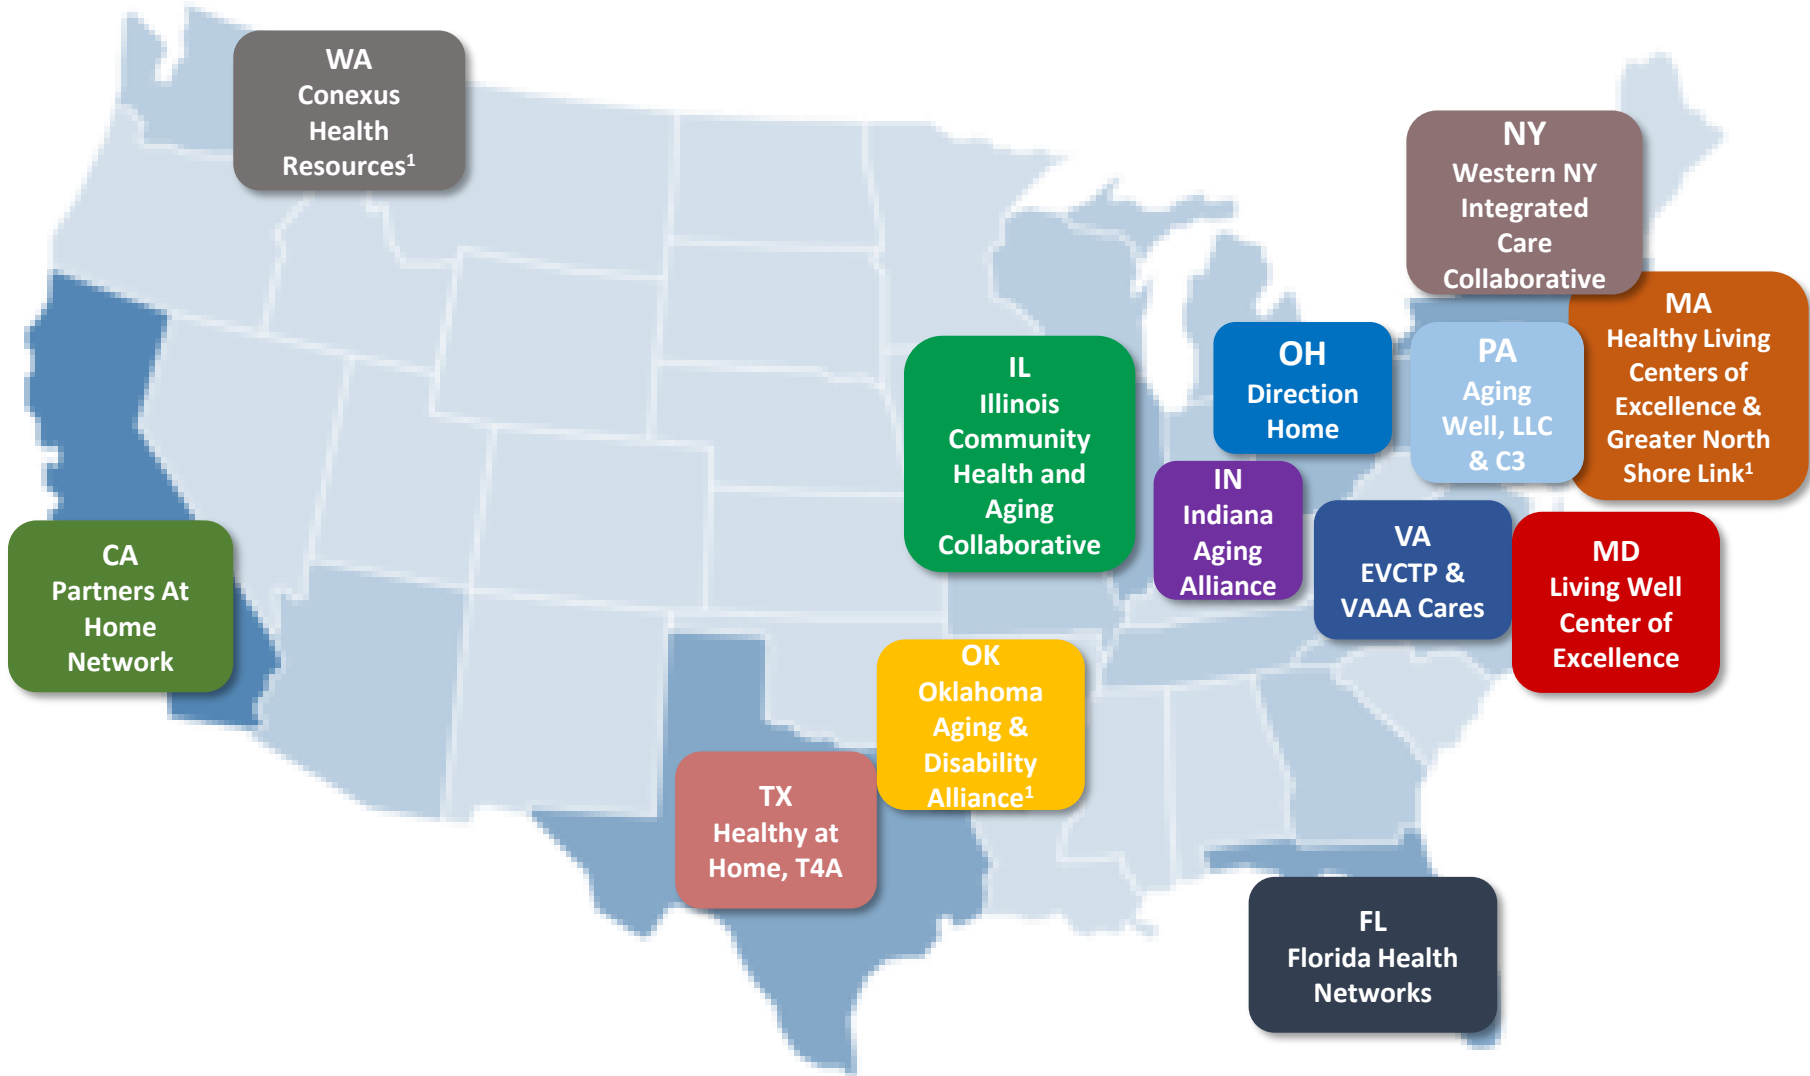 WA
Conexus
Health
Resources¹
NY
Western NY
Integrated
Care
Collaborative
MA
Healthy Living
Centers of
Excellence &
Greater North
Shore Link¹
IL
Illinois
Community
Health and
Aging
Collaborative
OH
Direction
Home
PA
Aging
Well, LLC
& C3
IN
Indiana
Aging
Alliance
VA
EVCTP &
VAAA Cares
MD
Living Well
Center of
Excellence
CA
Partners At
Home
Network
OK
Oklahoma
Aging &
Disability
Alliance¹
TX
Healthy at
Home, T4A
FL
Florida Health
Networks